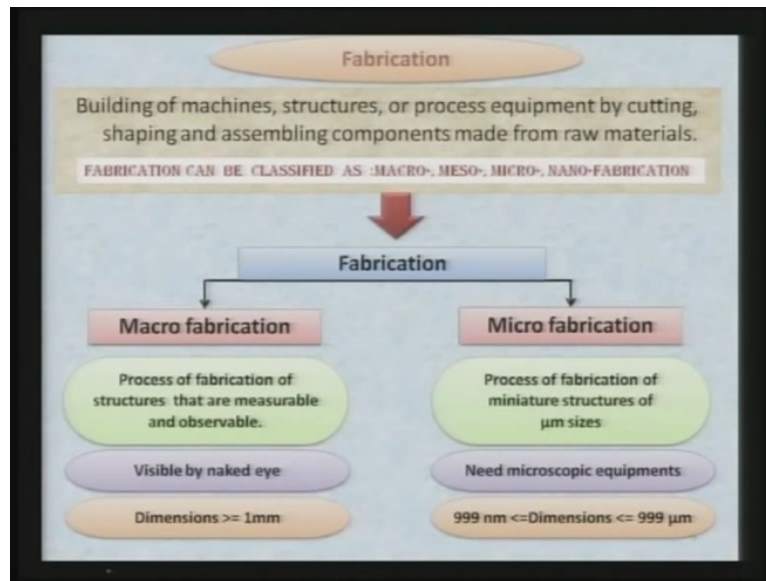 Fabrication
Building of machines, structures, or process equipment by cutting,
shaping and assembling components made from raw materials.
FABRICATION CAN BE CLASSIFIED AS :MACRO-, MESO-, MICRO-, NANO-FABRICATION
Fabrication
Macro fabrication
Micro fabrication
Process of fabrication of
structures that are measurable
and observable.
Process of fabrication of
miniature structures of
μm sizes
Visible by naked eye
Need microscopic equipments
Dimensions >= 1mm
999 nm <=Dimensions <= 999 μm